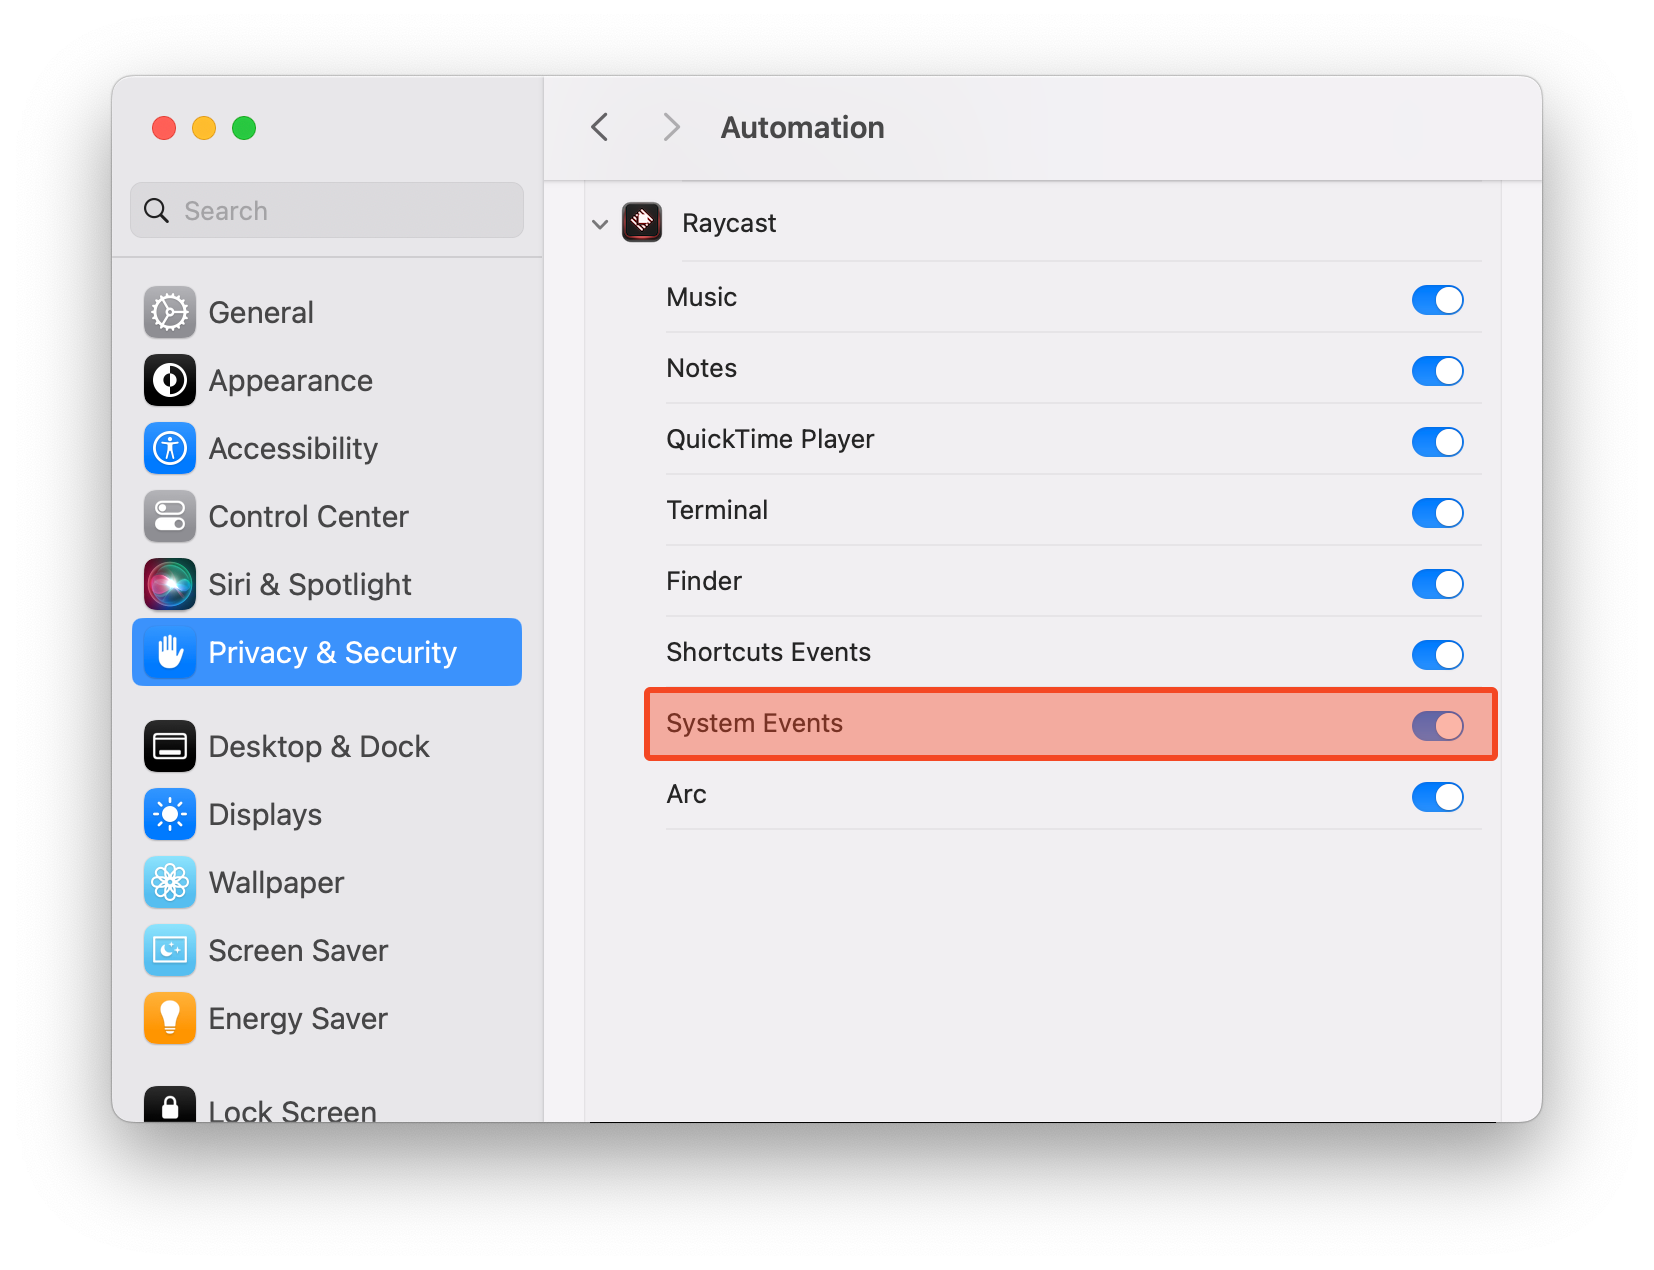 Search
General
Appearance
Accessibility
Control Center
Siri & Spotlight
Privacy & Security
Desktop & Dock
Displays
Wallpaper
Screen Saver
Energy Saver
Lock Screen
Automation
Raycast
Music
Notes
QuickTime Player
Terminal
Finder
Shortcuts Events
System Events
Arc